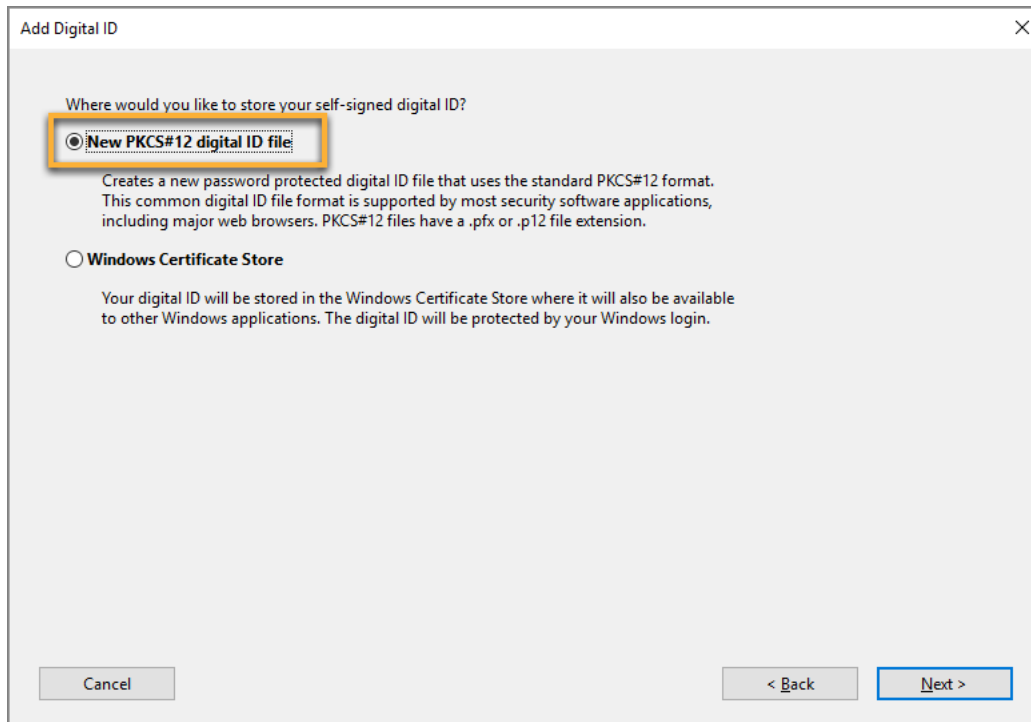 Add Digital ID
Where would you like to store your self-signed digital ID?
New PKCS#12 digital ID file
Creates a new password protected digital ID file that uses the standard PKCS#12 format.
This common digital ID file format is supported by most security software applications,
including major web browsers. PKCS#12 files have a .pfx or .p12 file extension.
Windows Certificate Store
Your digital ID will be stored in the Windows Certificate Store where it will also be available
to other Windows applications. The digital ID will be protected by your Windows login.
Cancel
< Back
Next >